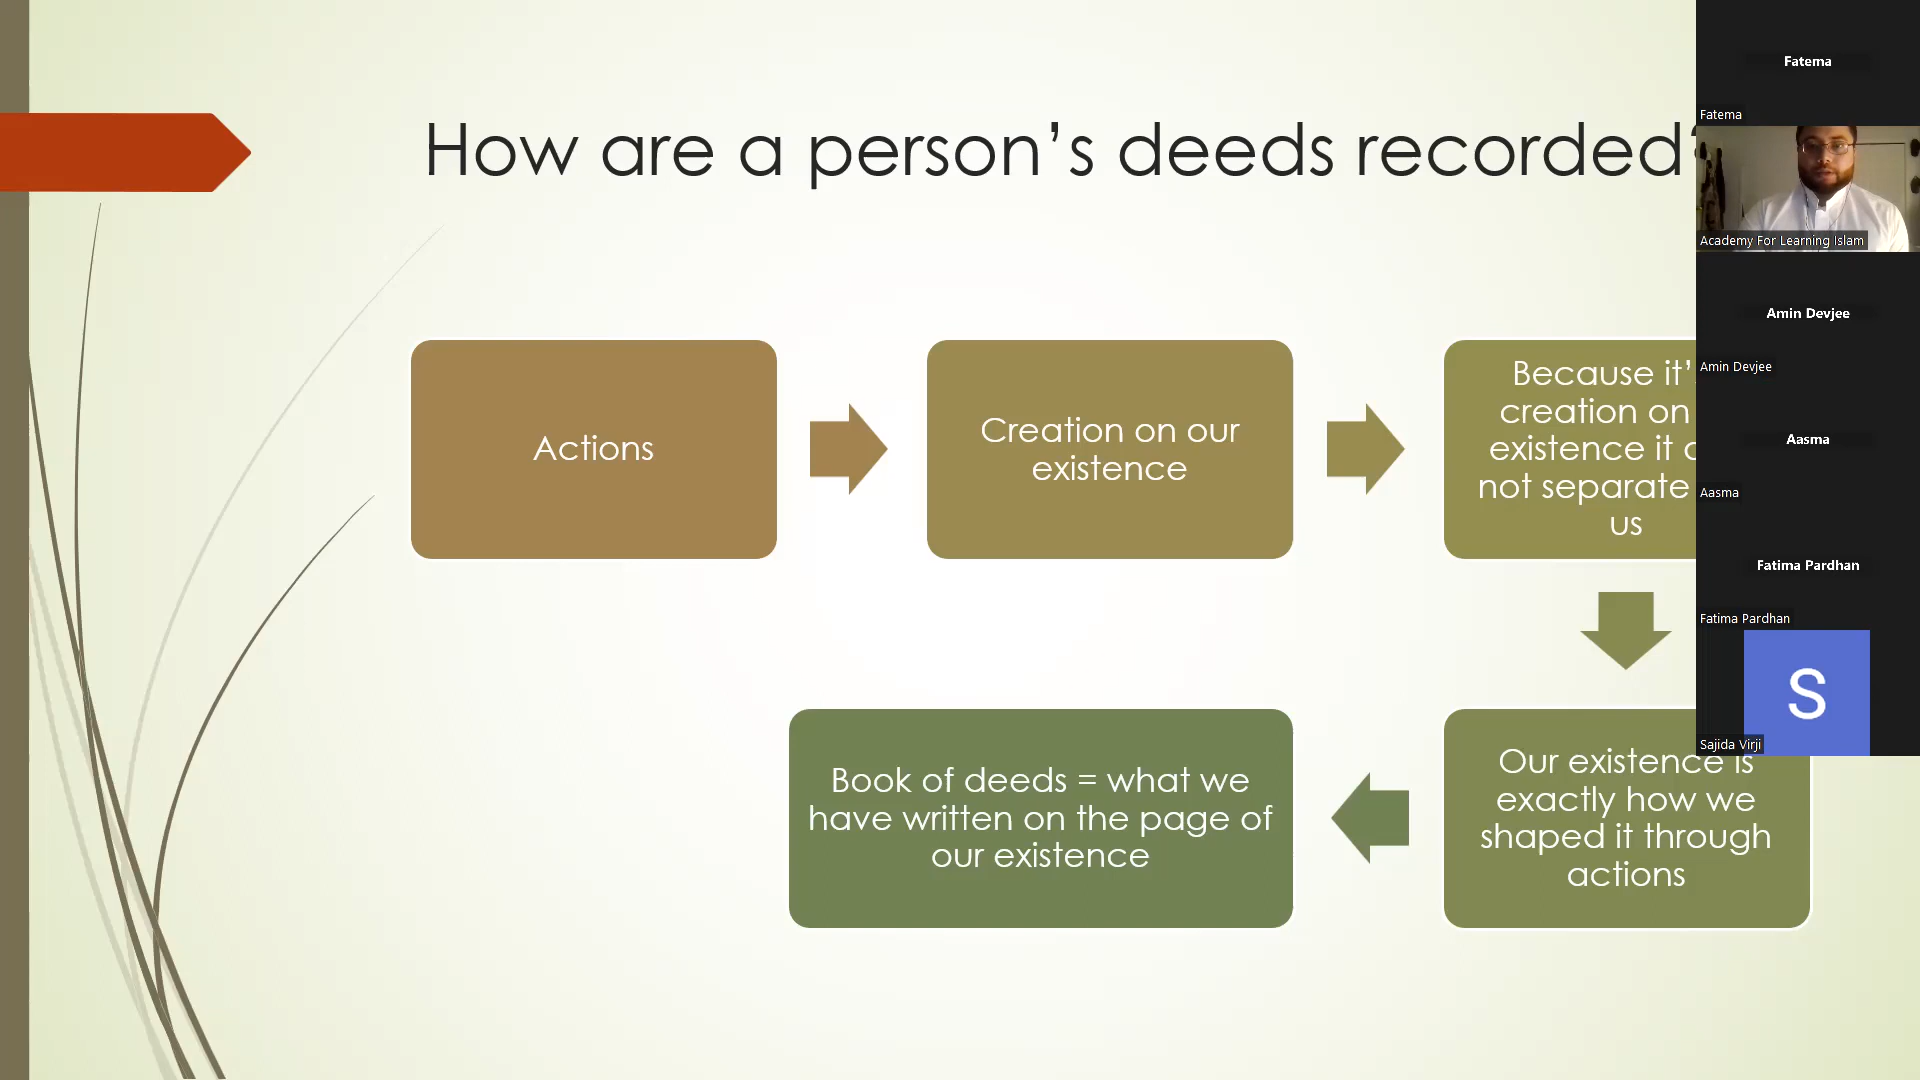 How are a person’s deeds recorded?
Actions
Creation on our
existence
Because it’s
creation on
existence it
not separate
us
Our existence is
exactly how we
shaped it through
actions
Book of deeds = what we
have written on the page of
our existence
Fatema
Fatema
Academy For Learning Islam
Amin Devjee
Amin Devjee
Aasma
Aasma
Fatima Pardhan
Fatima Pardhan
S
Sajida Virji